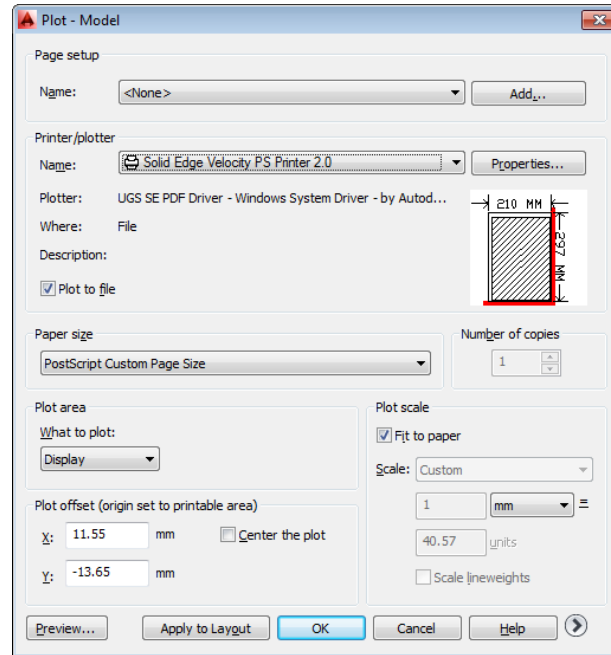 Plot - Model
Page setup
Name: <None> Add...
Printer/plotter
Name: Solid Edge Velocity PS Printer 2.0 Properties...
Plotter: UGS SE PDF Driver - Windows System Driver - by Autod...
Where: File
Description:
Plot to file
210 MM
297 MM
Paper size
PostScript Custom Page Size
Number of copies
1
Plot area
What to plot:
Display
Plot offset (origin set to printable area)
X: 11.55 mm Center the plot
Y: -13.65 mm
Plot scale
Fit to paper
Scale: Custom
1 mm =
40.57 units
Scale lineweights
Preview... Apply to Layout OK Cancel Help